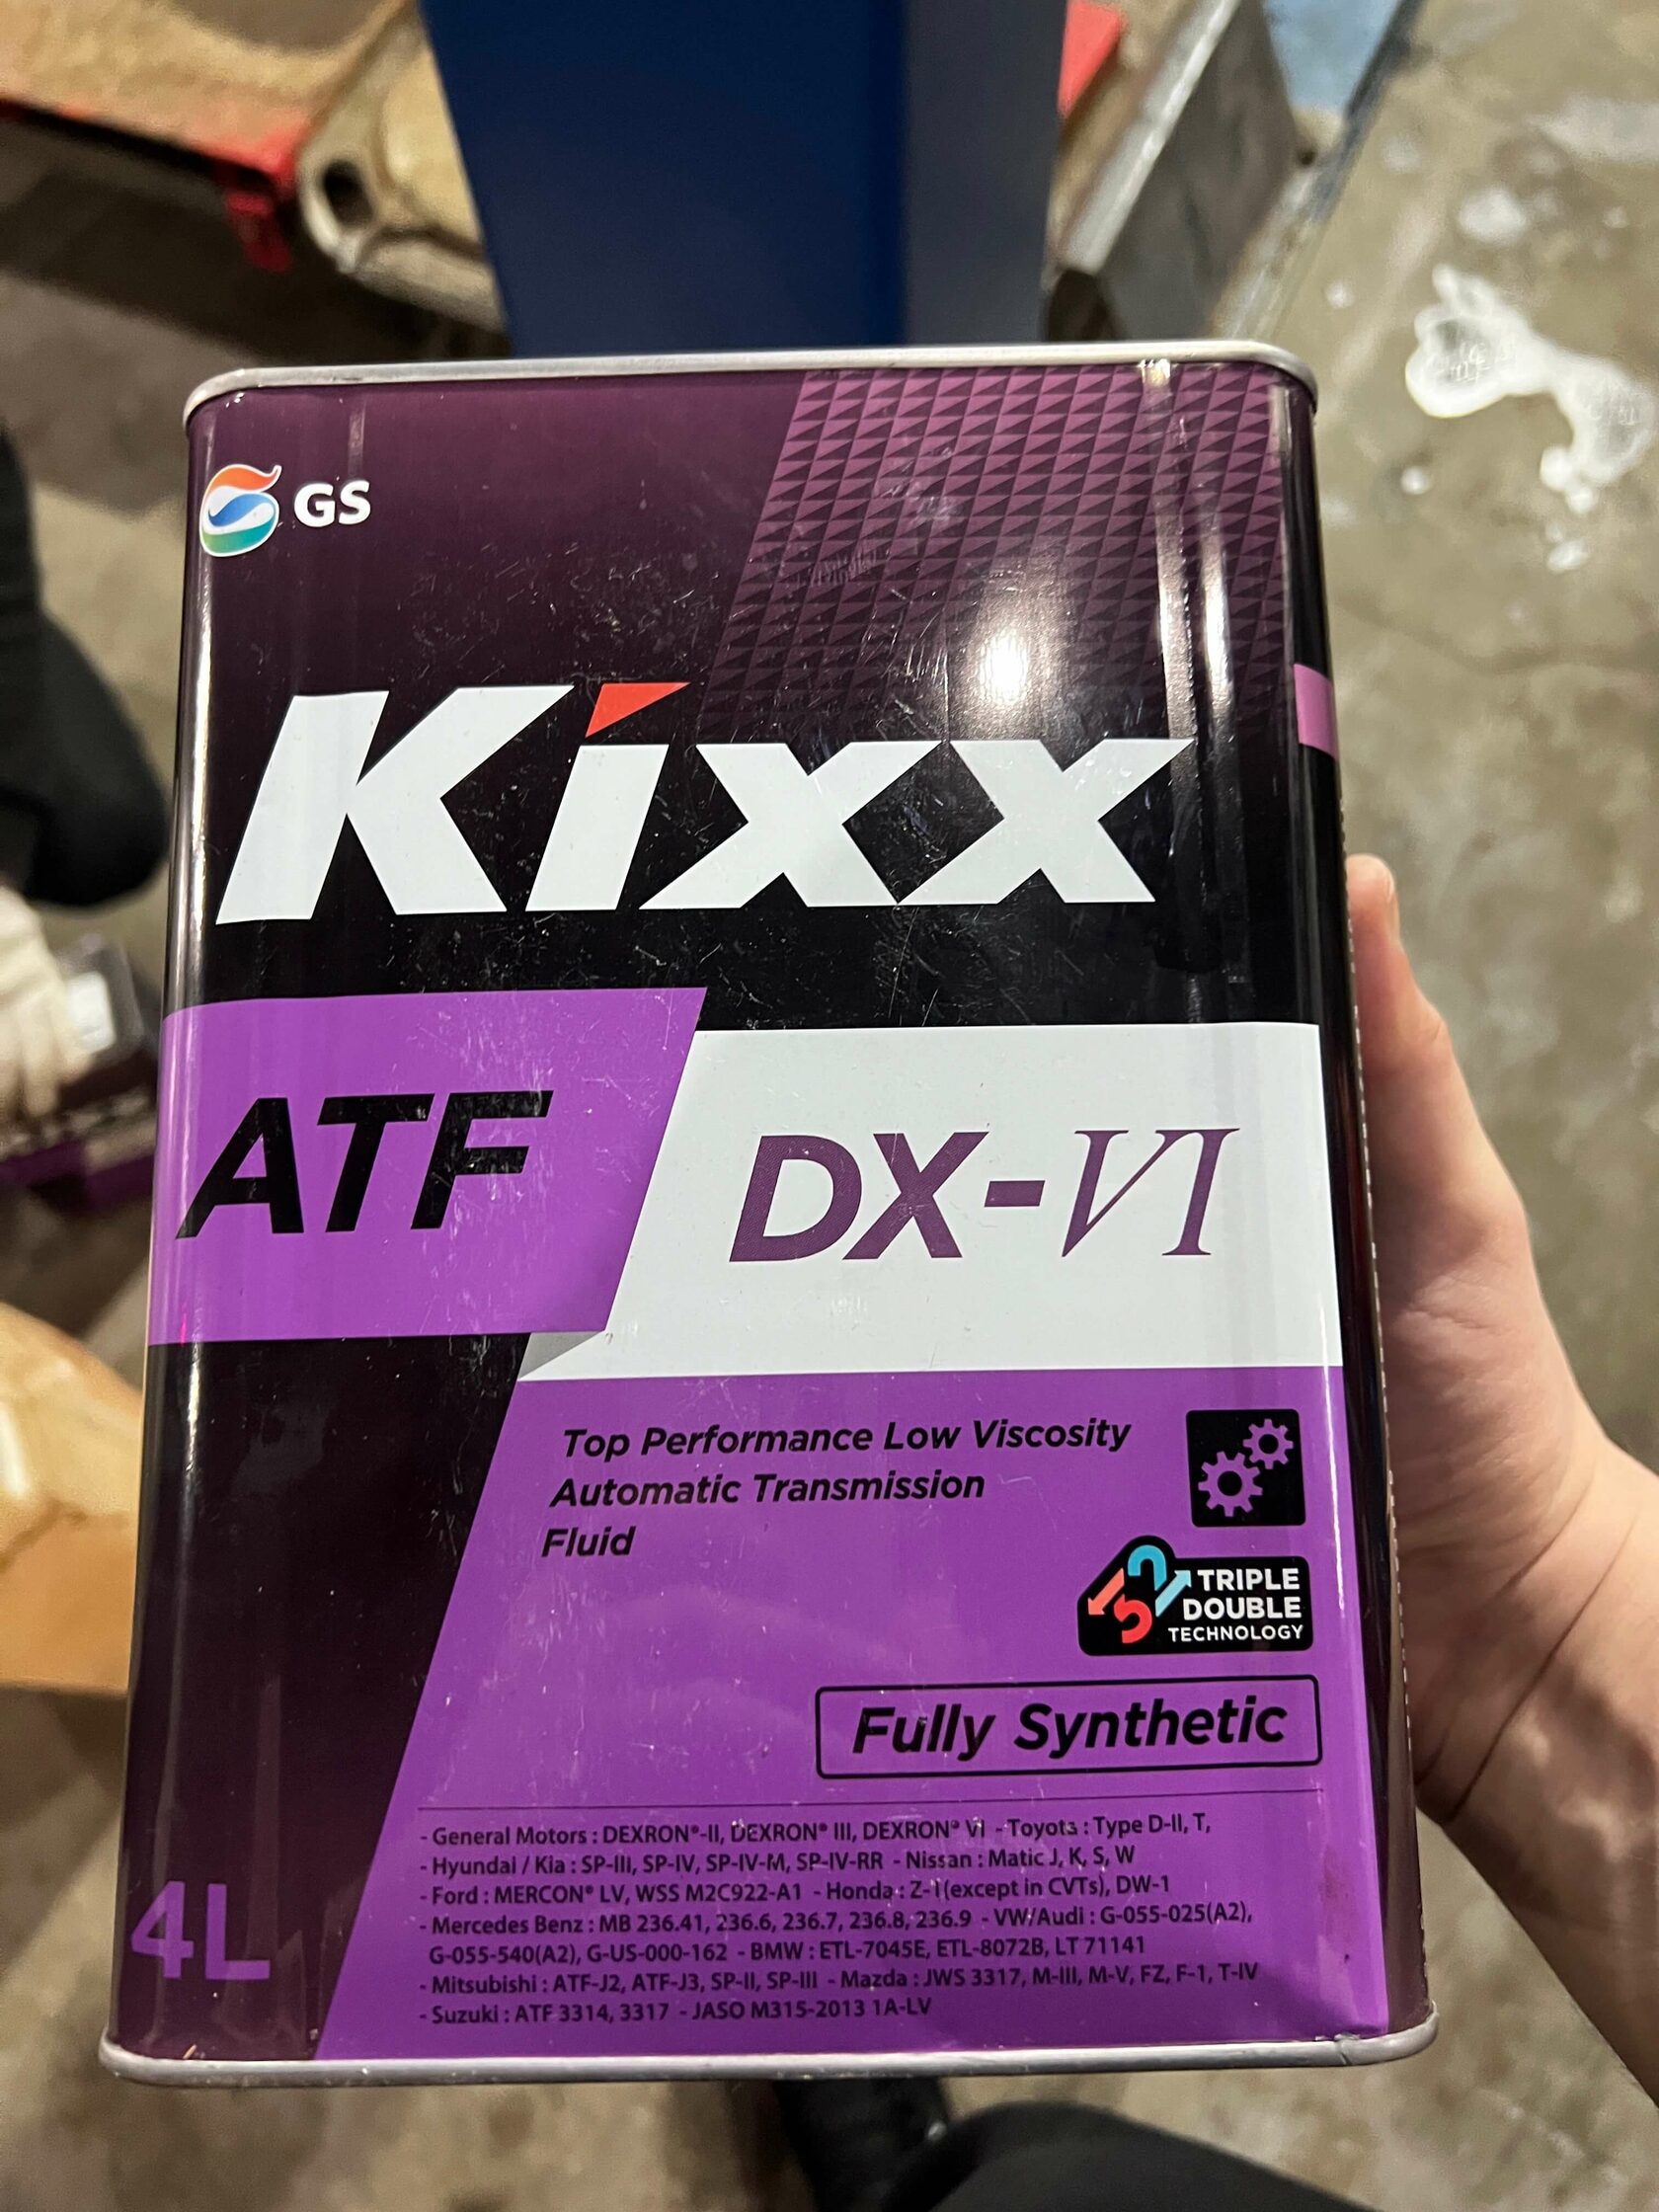 GS
Kixx
ATF
DX-VI
Top Performance Low Viscosity
Automatic Transmission
Fluid
TRIPLE
DOUBLE
TECHNOLOGY
Fully Synthetic
4L
- General Motors : DEXRON®-II, DEXRON® III, DEXRON® VI - Toyota : Type D-II, T,
- Hyundai / Kia : SP-III, SP-IV, SP-IV-M, SP-IV-RR - Nissan : Matic J, K, S, W
- Ford : MERCON® LV, WSS M2C922-A1 - Honda : Z-1(except in CVTs), DW-1
- Mercedes Benz : MB 236.41, 236.6, 236.7, 236.8, 236.9 - VW/Audi : G-055-025(A2),
G-055-540(A2), G-US-000-162 - BMW : ETL-7045E, ETL-8072B, LT 71141
- Mitsubishi : ATF-J2, ATF-J3, SP-II, SP-III - Mazda : JWS 3317, M-III, M-V, FZ, F-1, T-IV
- Suzuki : ATF 3314, 3317 - JASO M315-2013 1A-LV